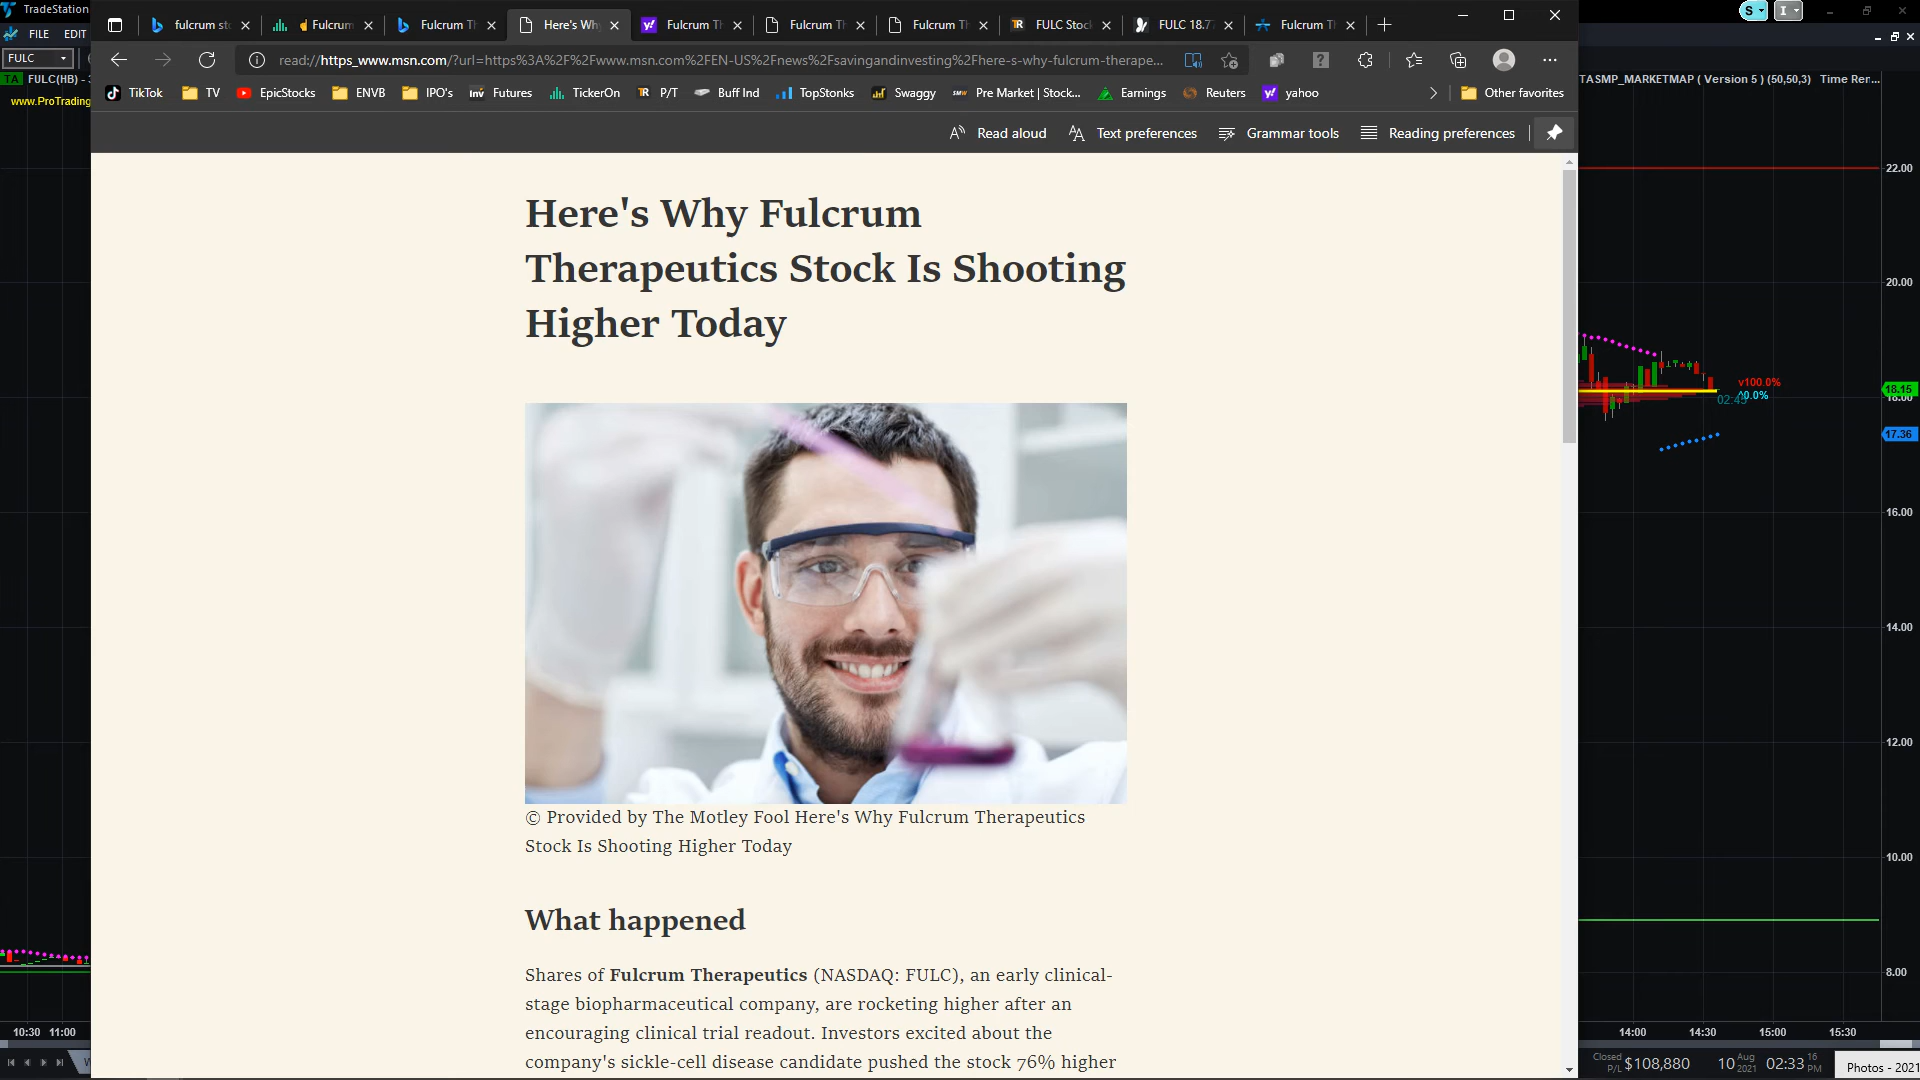 TradeStation
fulcrum st
Fulcrum
Fulcrum Th
Here's Why
Fulcrum Th
Fulcrum Th
Fulcrum Th
FULC Stock
FULC 18.7
Fulcrum Th
S
I
FILE EDIT
FULC
read://https_www.msn.com/?url=https%3A%2F%2Fwww.msn.com%2FEN-US%2Fnews%2Fsavingandinvesting%2Fhere-s-why-fulcrum-therape...
TA FULC(HB) - 3
TASMP_MARKETMAP ( Version 5 ) (50,50,3) Time Ren...
www.ProTrading
TikTok
TV
EpicStocks
ENVB
IPO's
Inv Futures
TickerOn
P/T
Buff Ind
TopStonks
Swaggy
Pre Market | Stock...
Earnings
Reuters
yahoo
Other favorites
Read aloud
Text preferences
Grammar tools
Reading preferences
Here's Why Fulcrum
Therapeutics Stock Is Shooting
Higher Today
22.00
20.00
v100.0%
^0.0%
18.15
18.00
17.36
16.00
14.00
12.00
10.00
8.00
© Provided by The Motley Fool Here's Why Fulcrum Therapeutics
Stock Is Shooting Higher Today
What happened
Shares of Fulcrum Therapeutics (NASDAQ: FULC), an early clinical-
stage biopharmaceutical company, are rocketing higher after an
encouraging clinical trial readout. Investors excited about the
company's sickle-cell disease candidate pushed the stock 76% higher
10:30 11:00
14:00 14:30 15:00 15:30
Closed P/L $108,880 10 Aug 2021 02:33 16 PM
Photos - 2021